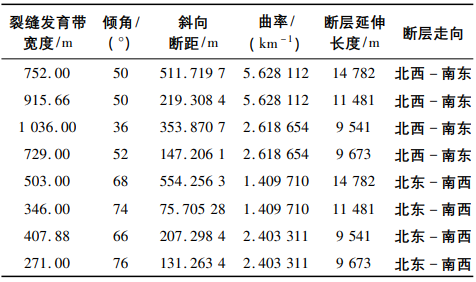 裂缝发育带 倾角/ 斜向 曲率/ 断层延伸 断层走向
宽度/m (°) 断距/m (km⁻¹) 长度/m
752.00 50 511.719 7 5.628 112 14 782 北西-南东
915.66 50 219.308 4 5.628 112 11 481 北西-南东
1 036.00 36 353.870 7 2.618 654 9 541 北西-南东
729.00 52 147.206 1 2.618 654 9 673 北西-南东
503.00 68 554.256 3 1.409 710 14 782 北东-南西
346.00 74 75.705 28 1.409 710 11 481 北东-南西
407.88 66 207.298 4 2.403 311 9 541 北东-南西
271.00 76 131.263 4 2.403 311 9 673 北东-南西